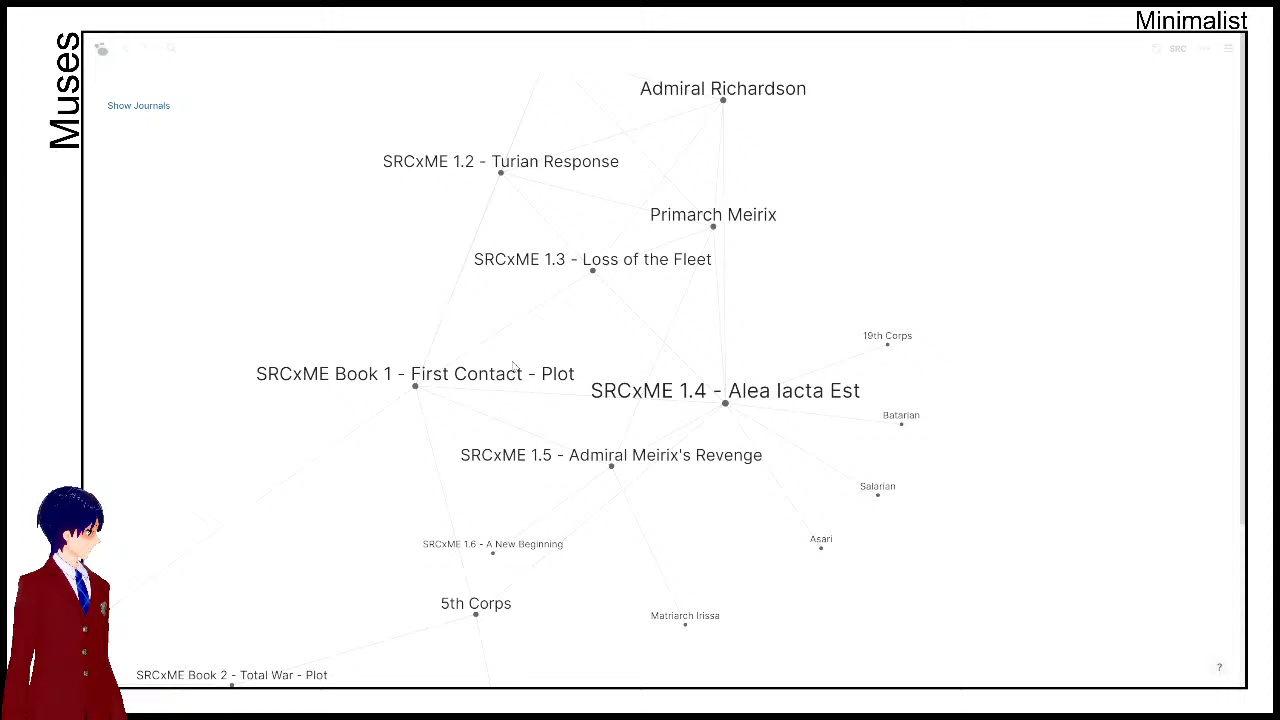 Minimalist
Muses
SRC
Show Journals
Admiral Richardson
SRCxME 1.2 - Turian Response
Primarch Meirix
SRCxME 1.3 - Loss of the Fleet
19th Corps
SRCxME Book 1 - First Contact - Plot
SRCxME 1.4 - Alea Iacta Est
Batarian
SRCxME 1.5 - Admiral Meirix's Revenge
Salarian
Asari
SRCxME 1.6 - A New Beginning
5th Corps
Matriarch Irissa
SRCxME Book 2 - Total War - Plot
?